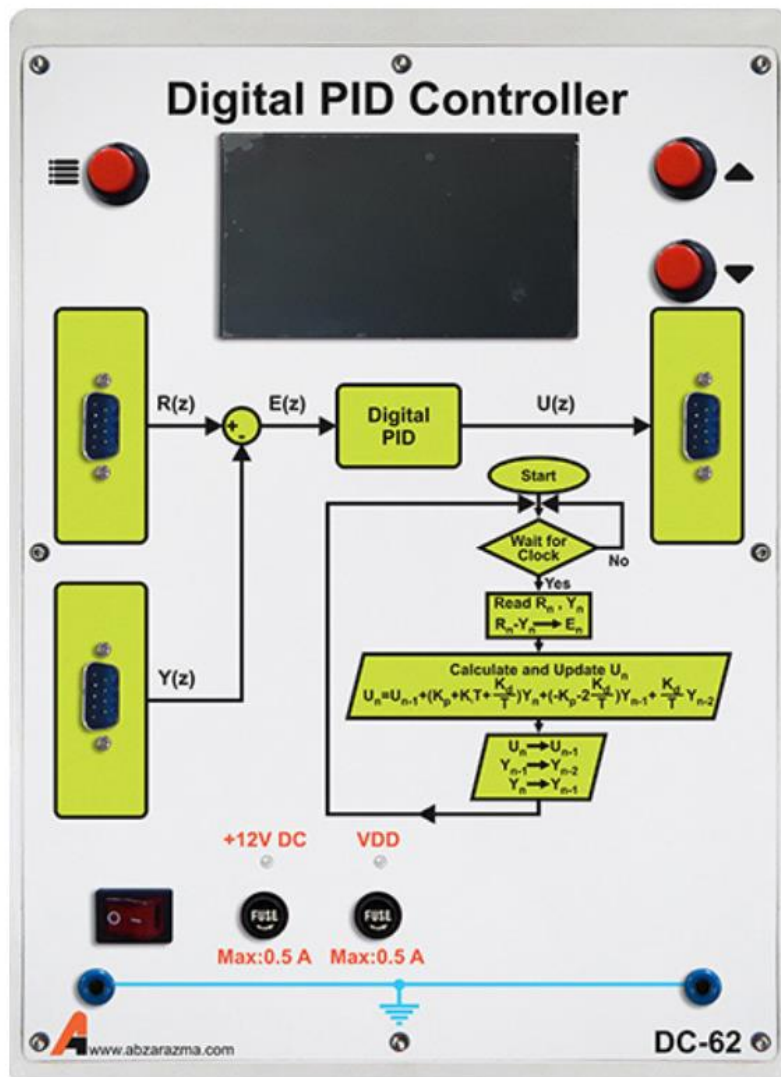 Digital PID Controller
R(z)
E(z)
Digital
PID
U(z)
+
-
Y(z)
Start
Wait for
Clock
No
Yes
Read Rₙ , Yₙ
Rₙ-Yₙ→Eₙ
Calculate and Update Uₙ
Uₙ=Uₙ₋₁+(Kₚ+KᵢT+K_d/T)Yₙ+(-Kₚ-2K_d/T)Yₙ₋₁+K_d/T Yₙ₋₂
Uₙ→Uₙ₋₁
Yₙ₋₁→Yₙ₋₂
Yₙ→Yₙ₋₁
+12V DC
VDD
FUSE
FUSE
Max:0.5 A
Max:0.5 A
www.abzarazma.com
DC-62